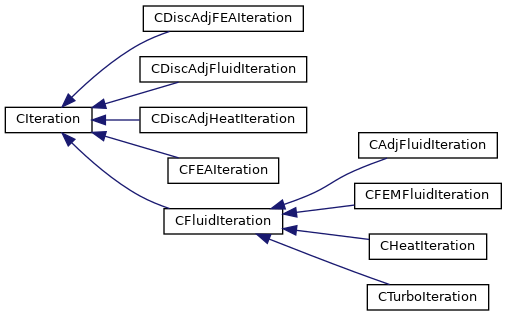 CDiscAdjFEAIteration
CDiscAdjFluidIteration
CIteration
CDiscAdjHeatIteration
CFEAIteration
CFluidIteration
CAdjFluidIteration
CFEMFluidIteration
CHeatIteration
CTurboIteration